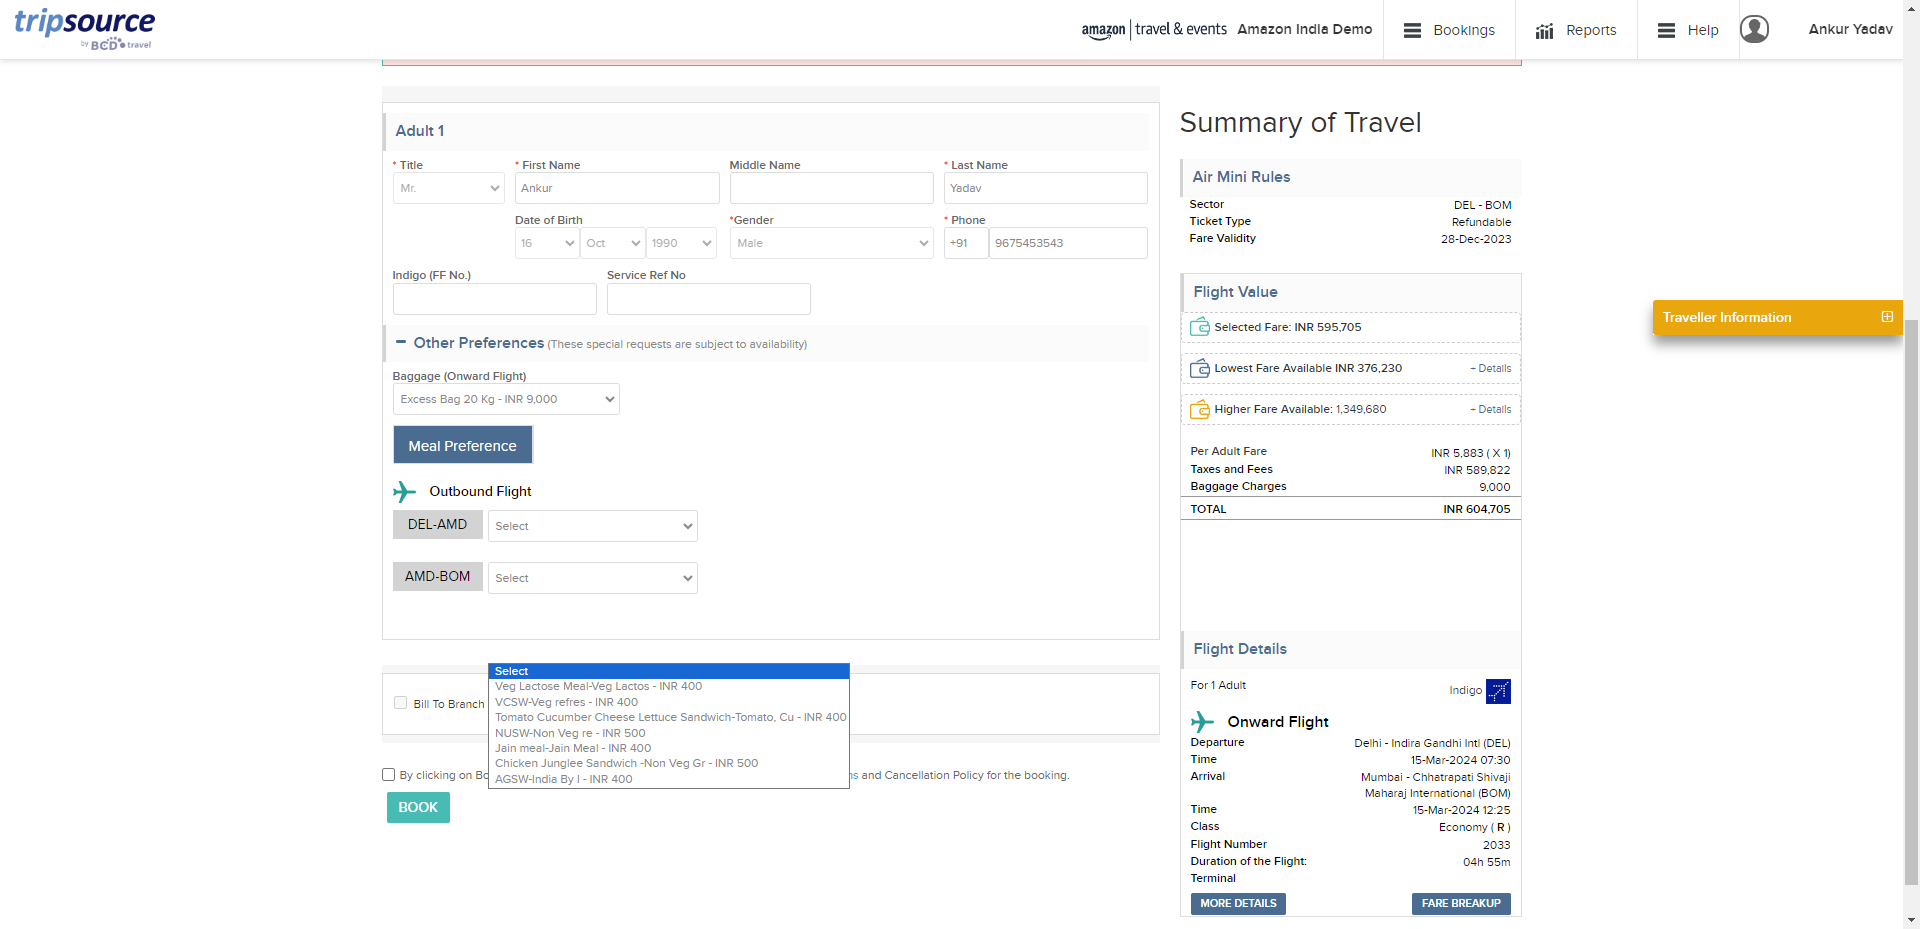 tripsource
by BCD travel
amazon travel & events Amazon India Demo
Bookings
Reports
Help
Ankur Yadav
Adult 1
* Title
* First Name
Middle Name
* Last Name
Mr.
Ankur
Yadav
Date of Birth
*Gender
* Phone
16
Oct
1990
Male
+91
9675453543
Indigo (FF No.)
Service Ref No
Other Preferences (These special requests are subject to availability)
Baggage (Onward Flight)
Excess Bag 20 Kg - INR 9,000
Meal Preference
Outbound Flight
DEL-AMD
Select
AMD-BOM
Select
Select
Veg Lactose Meal-Veg Lactos - INR 400
VCSW-Veg refres - INR 400
Tomato Cucumber Cheese Lettuce Sandwich-Tomato, Cu - INR 400
NUSW-Non Veg re - INR 500
Jain meal-Jain Meal - INR 400
Chicken Junglee Sandwich -Non Veg Gr - INR 500
AGSW-India By I - INR 400
Bill To Branch
By clicking on Bo
ns and Cancellation Policy for the booking.
BOOK
Summary of Travel
Air Mini Rules
Sector DEL - BOM
Ticket Type Refundable
Fare Validity 28-Dec-2023
Flight Value
Selected Fare: INR 595,705
Lowest Fare Available INR 376,230 + Details
Higher Fare Available: 1,349,680 + Details
Per Adult Fare INR 5,883 ( X 1)
Taxes and Fees INR 589,822
Baggage Charges 9,000
TOTAL INR 604,705
Flight Details
For 1 Adult Indigo
Onward Flight
Departure Delhi - Indira Gandhi Intl (DEL)
Time 15-Mar-2024 07:30
Arrival Mumbai - Chhatrapati Shivaji
Maharaj International (BOM)
Time 15-Mar-2024 12:25
Class Economy ( R )
Flight Number 2033
Duration of the Flight: 04h 55m
Terminal
MORE DETAILS
FARE BREAKUP
Traveller Information